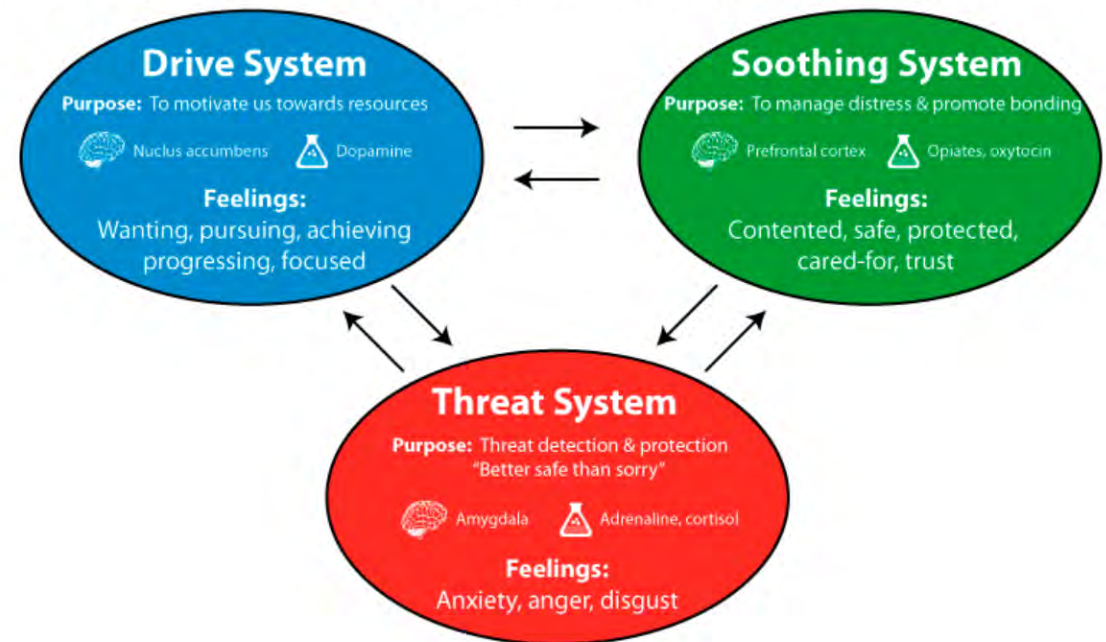 Drive System
Purpose: To motivate us towards resources
Nuclus accumbens
Dopamine
Feelings:
Wanting, pursuing, achieving
progressing, focused
Soothing System
Purpose: To manage distress & promote bonding
Prefrontal cortex
Opiates, oxytocin
Feelings:
Contented, safe, protected,
cared-for, trust
Threat System
Purpose: Threat detection & protection
“Better safe than sorry”
Amygdala
Adrenaline, cortisol
Feelings:
Anxiety, anger, disgust